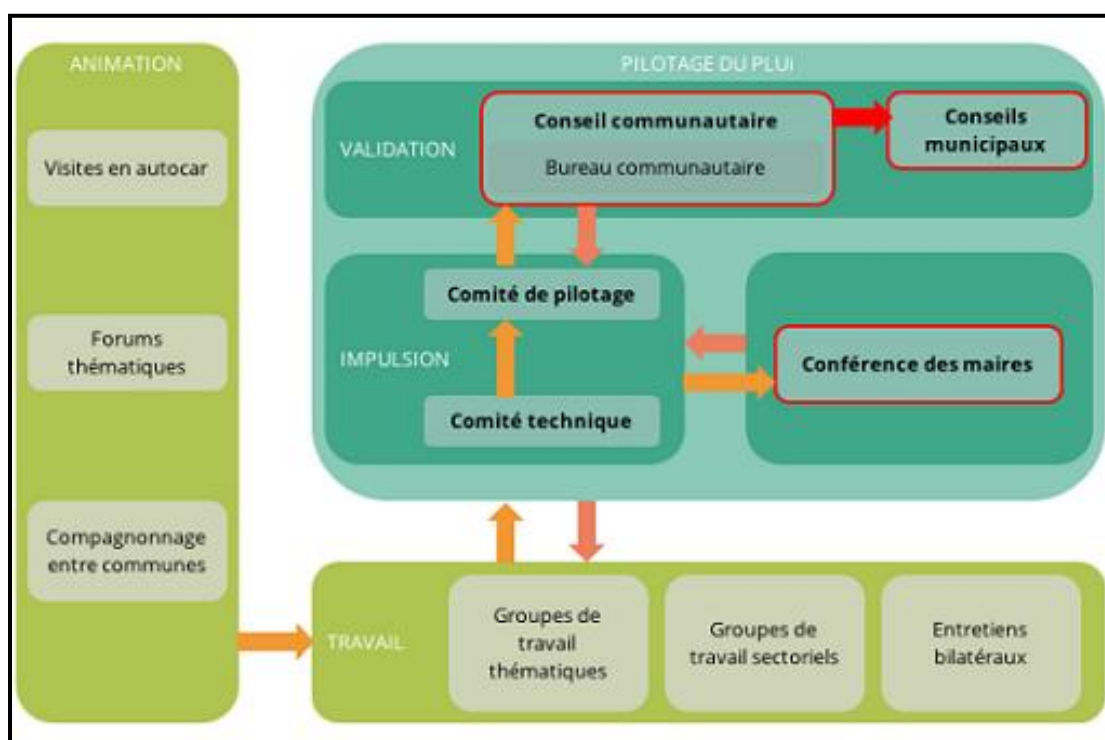 ANIMATION
Visites en autocar
Forums
thématiques
Compagnonnage
entre communes
PILOTAGE DU PLUi
VALIDATION
Conseil communautaire
Bureau communautaire
Conseils
municipaux
IMPULSION
Comité de pilotage
Comité technique
Conférence des maires
TRAVAIL
Groupes de
travail
thématiques
Groupes de
travail sectoriels
Entretiens
bilatéraux